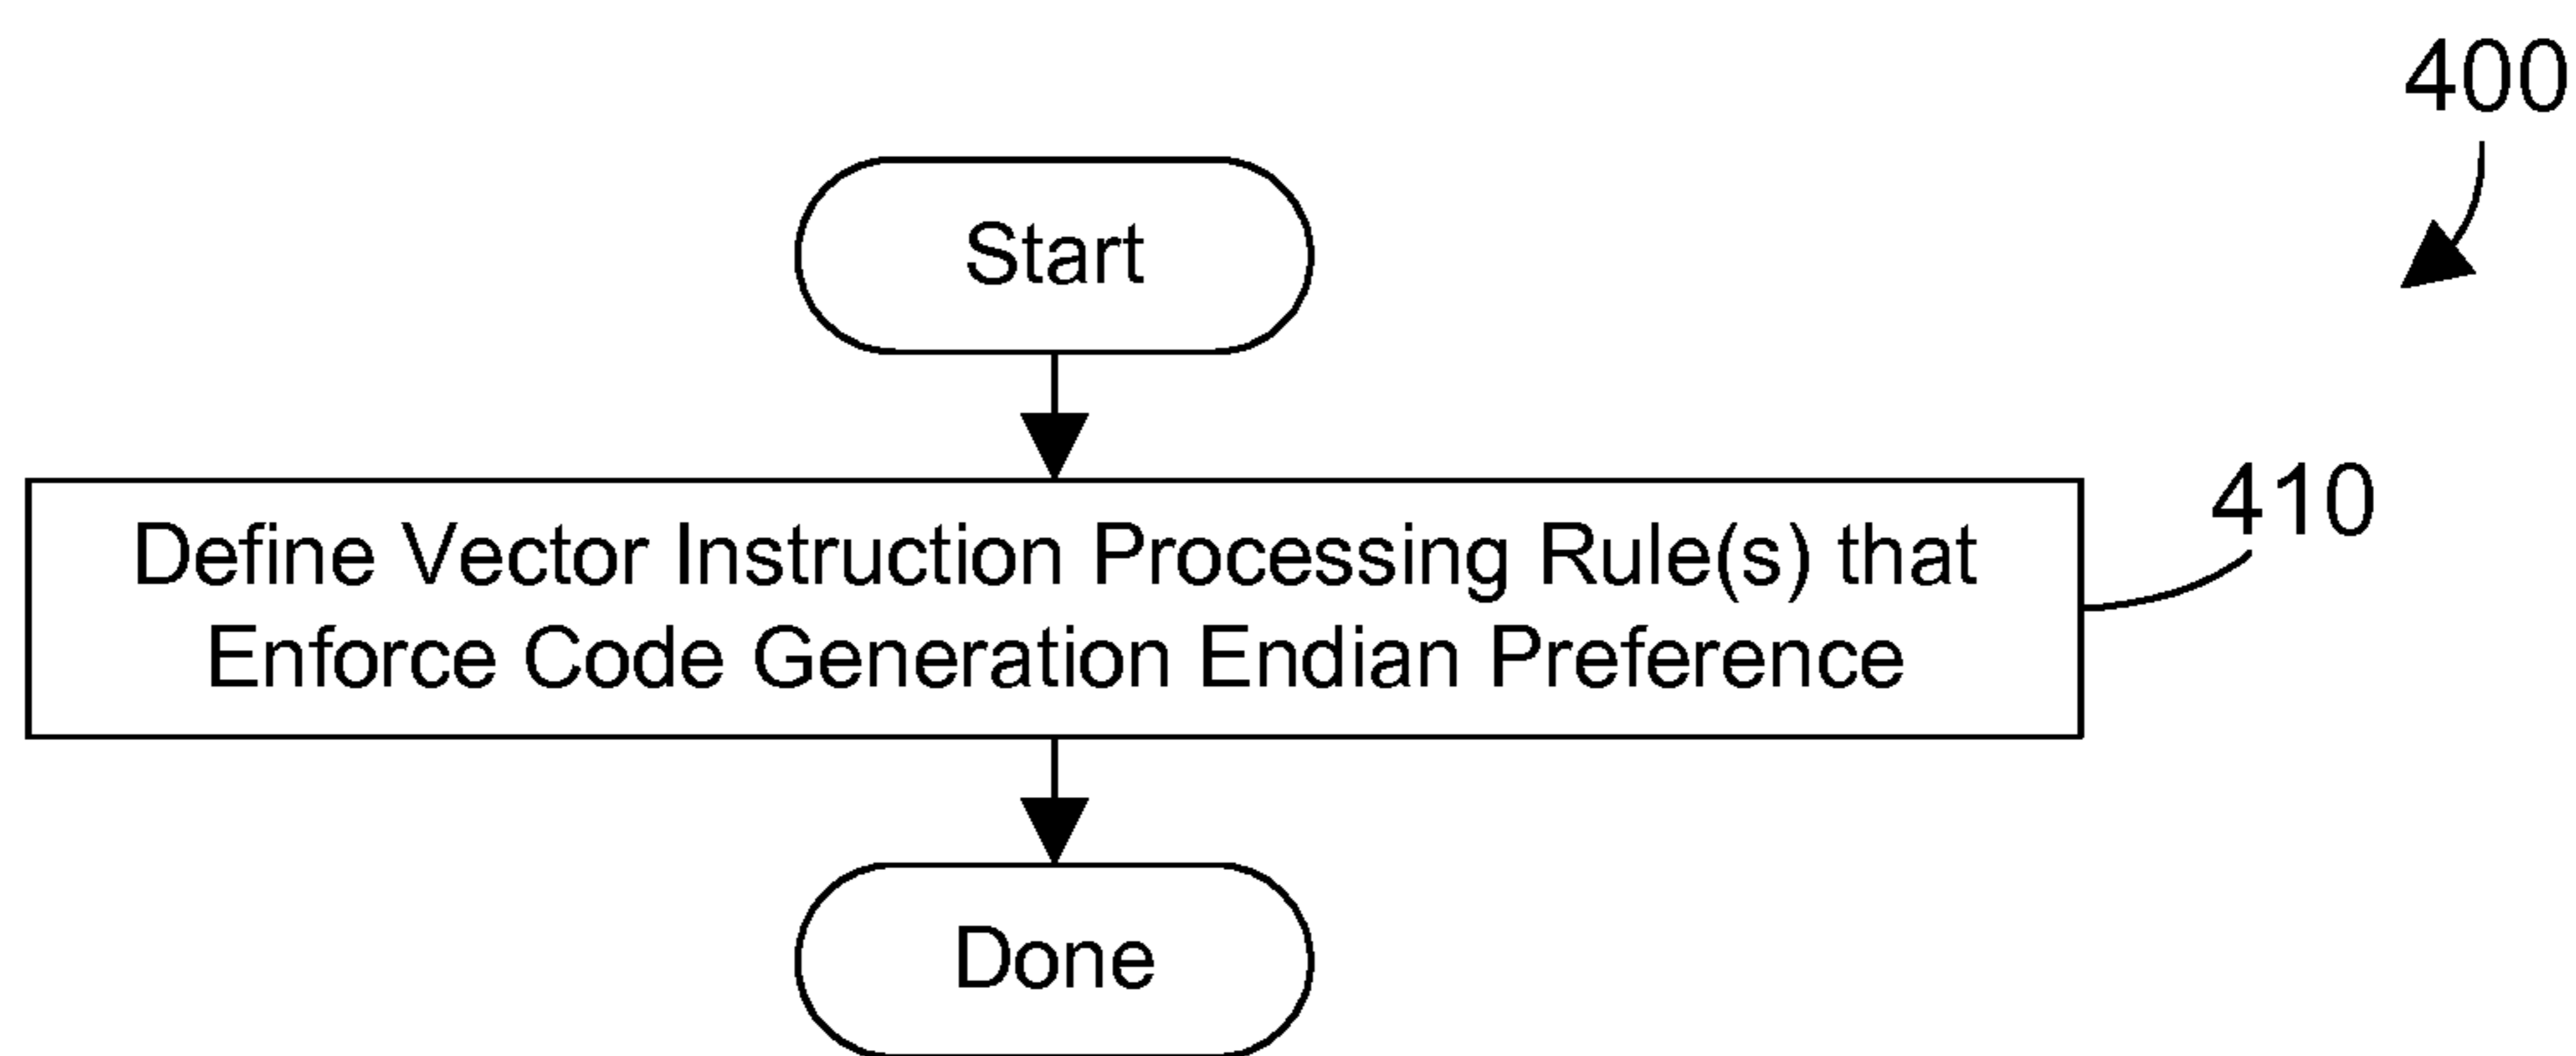 400
Start
Define Vector Instruction Processing Rule(s) that
Enforce Code Generation Endian Preference
410
Done